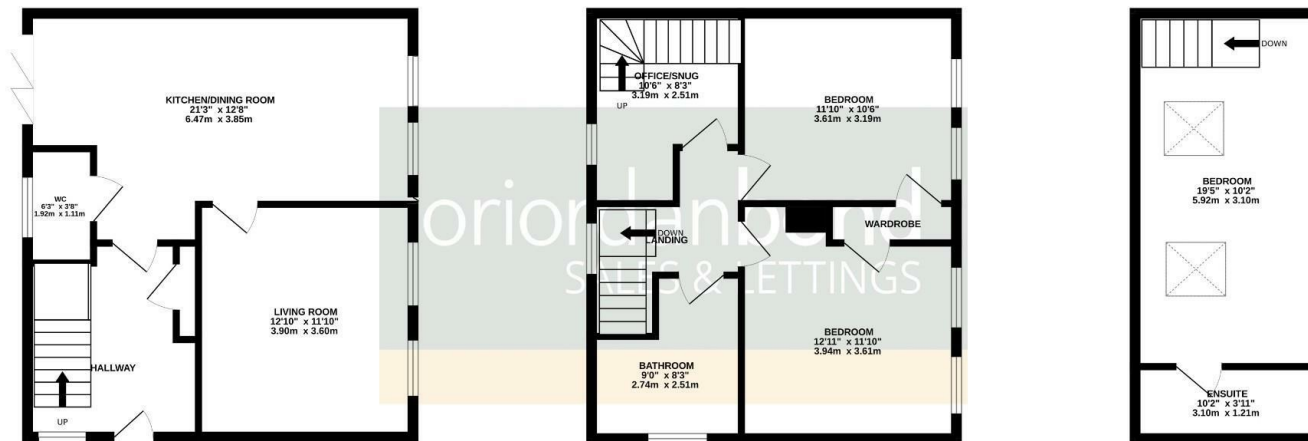 KITCHEN/DINING ROOM
21'3" x 12'8"
6.47m x 3.85m
WC
6'3" x 3'8"
1.92m x 1.11m
LIVING ROOM
12'10" x 11'10"
3.90m x 3.60m
HALLWAY
UP
OFFICE/SNUG
10'6" x 8'3"
3.19m x 2.51m
UP
BEDROOM
11'10" x 10'6"
3.61m x 3.19m
WARDROBE
DOWN
LANDING
BEDROOM
12'11" x 11'10"
3.94m x 3.61m
BATHROOM
9'0" x 8'3"
2.74m x 2.51m
oriordanbond
SALES & LETTINGS
DOWN
BEDROOM
19'5" x 10'2"
5.92m x 3.10m
ENSUITE
10'2" x 3'11"
3.10m x 1.21m